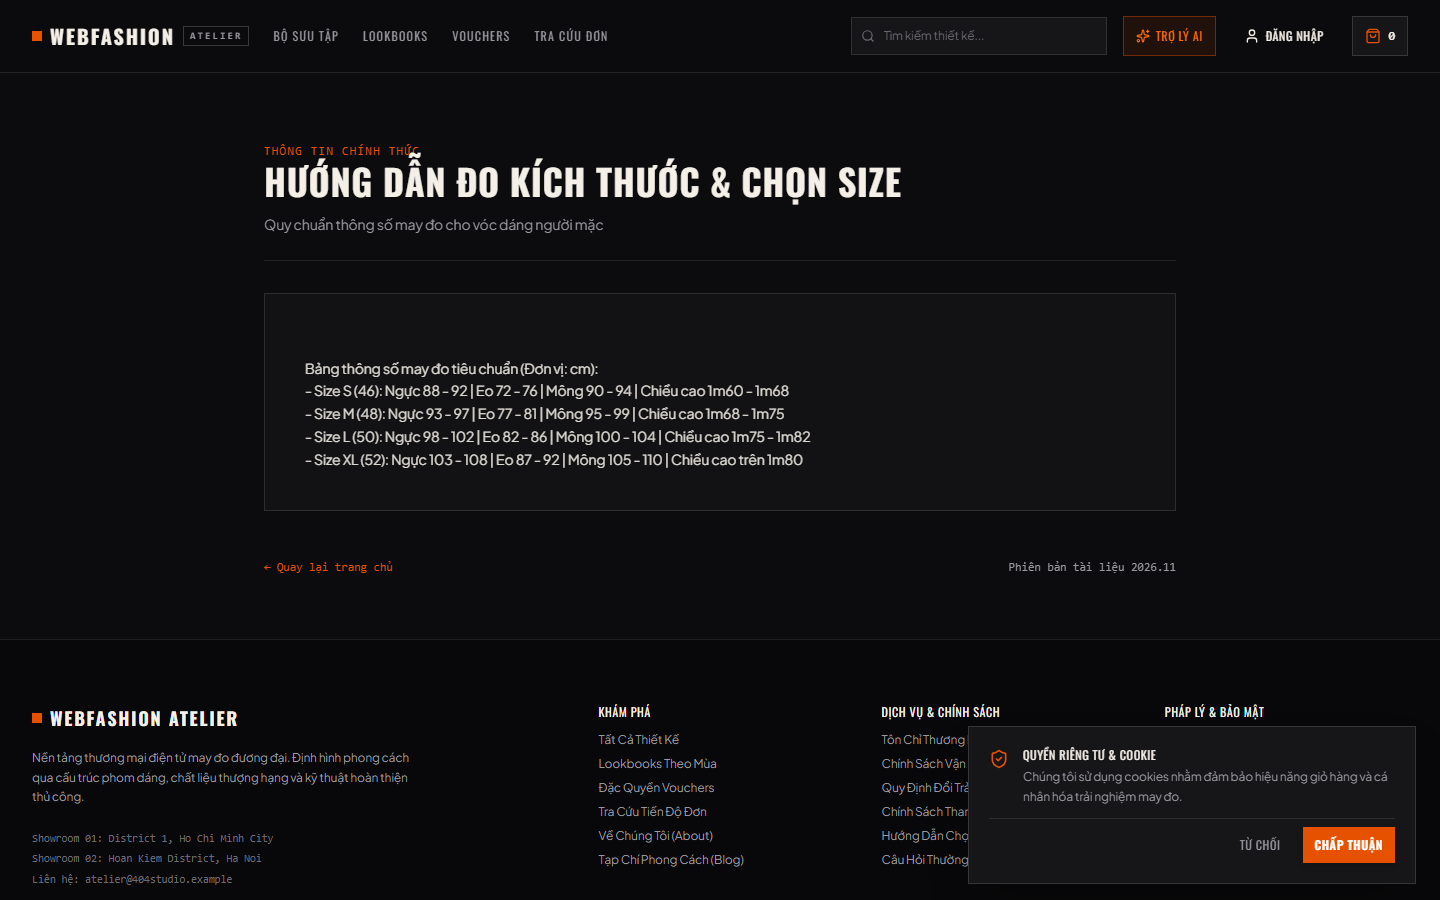 WEBFASHION ATELIER BỘ SƯU TẬP LOOKBOOKS VOUCHERS TRA CỨU ĐƠN Tìm kiếm thiết kế... TRỢ LÝ AI ĐĂNG NHẬP 0
THÔNG TIN CHÍNH THỨC
HƯỚNG DẪN ĐO KÍCH THƯỚC & CHỌN SIZE
Quy chuẩn thông số may đo cho vóc dáng người mặc
Bảng thông số may đo tiêu chuẩn (Đơn vị: cm):
- Size S (46): Ngực 88 - 92 | Eo 72 - 76 | Mông 90 - 94 | Chiều cao 1m60 - 1m68
- Size M (48): Ngực 93 - 97 | Eo 77 - 81 | Mông 95 - 99 | Chiều cao 1m68 - 1m75
- Size L (50): Ngực 98 - 102 | Eo 82 - 86 | Mông 100 - 104 | Chiều cao 1m75 - 1m82
- Size XL (52): Ngực 103 - 108 | Eo 87 - 92 | Mông 105 - 110 | Chiều cao trên 1m80
← Quay lại trang chủ
Phiên bản tài liệu 2026.11
WEBFASHION ATELIER
Nền tảng thương mại điện tử may đo đương đại. Định hình phong cách
qua cấu trúc phom dáng, chất liệu thượng hạng và kỹ thuật hoàn thiện
thủ công.
Showroom 01: District 1, Ho Chi Minh City
Showroom 02: Hoan Kiem District, Ha Noi
Liên hệ: atelier@404studio.example
KHÁM PHÁ
Tất Cả Thiết Kế
Lookbooks Theo Mùa
Đặc Quyền Vouchers
Tra Cứu Tiến Độ Đơn
Về Chúng Tôi (About)
Tạp Chí Phong Cách (Blog)
DỊCH VỤ & CHÍNH SÁCH
Tôn Chỉ Thương
Chính Sách Vận
Quy Định Đổi Trả
Chính Sách
Hướng Dẫn Chọ
Câu Hỏi Thường
PHÁP LÝ & BẢO MẬT
QUYỀN RIÊNG TƯ & COOKIE
Chúng tôi sử dụng cookies nhằm đảm bảo hiệu năng giỏ hàng và cá
nhân hóa trải nghiệm may đo.
TỪ CHỐI
CHẤP THUẬN